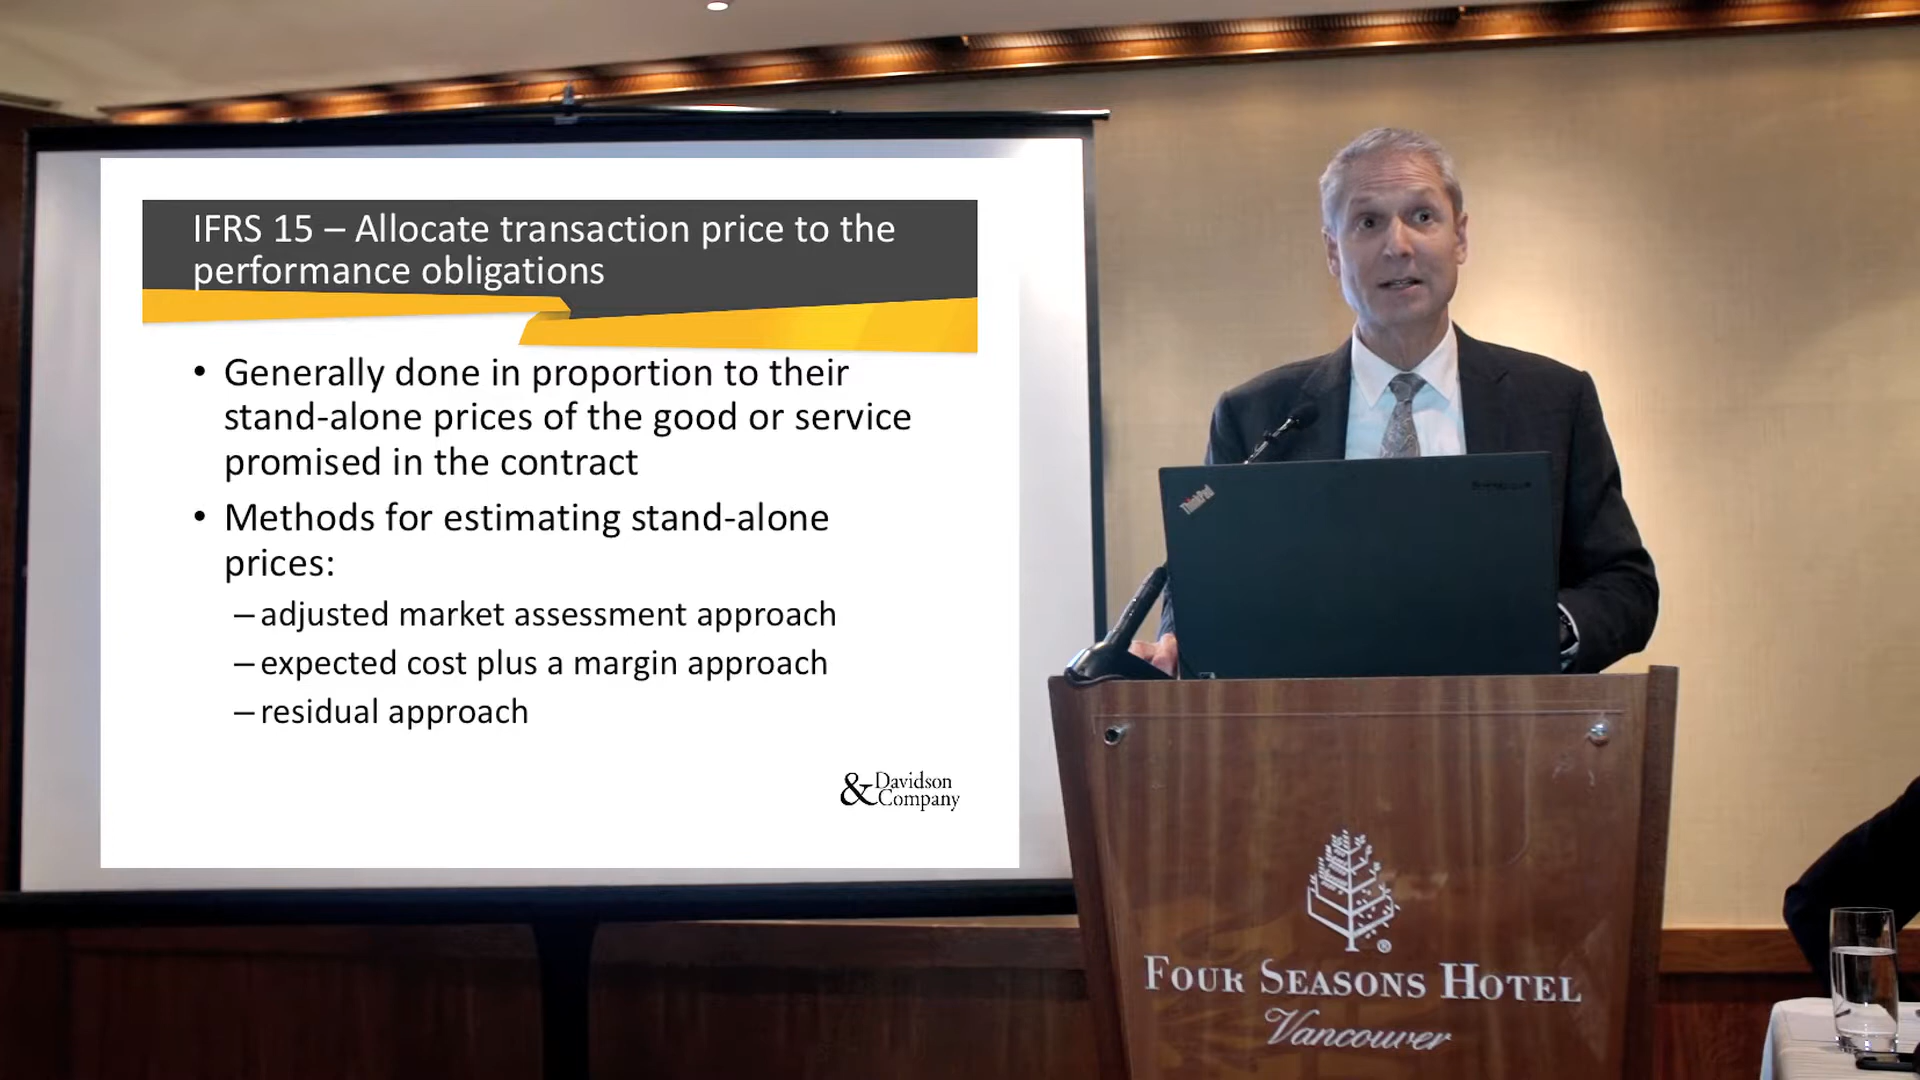 IFRS 15 – Allocate transaction price to the
performance obligations
• Generally done in proportion to their
stand-alone prices of the good or service
promised in the contract
• Methods for estimating stand-alone
prices:
– adjusted market assessment approach
– expected cost plus a margin approach
– residual approach
& Davidson
Company
ThinkPad
®
FOUR SEASONS HOTEL
Vancouver